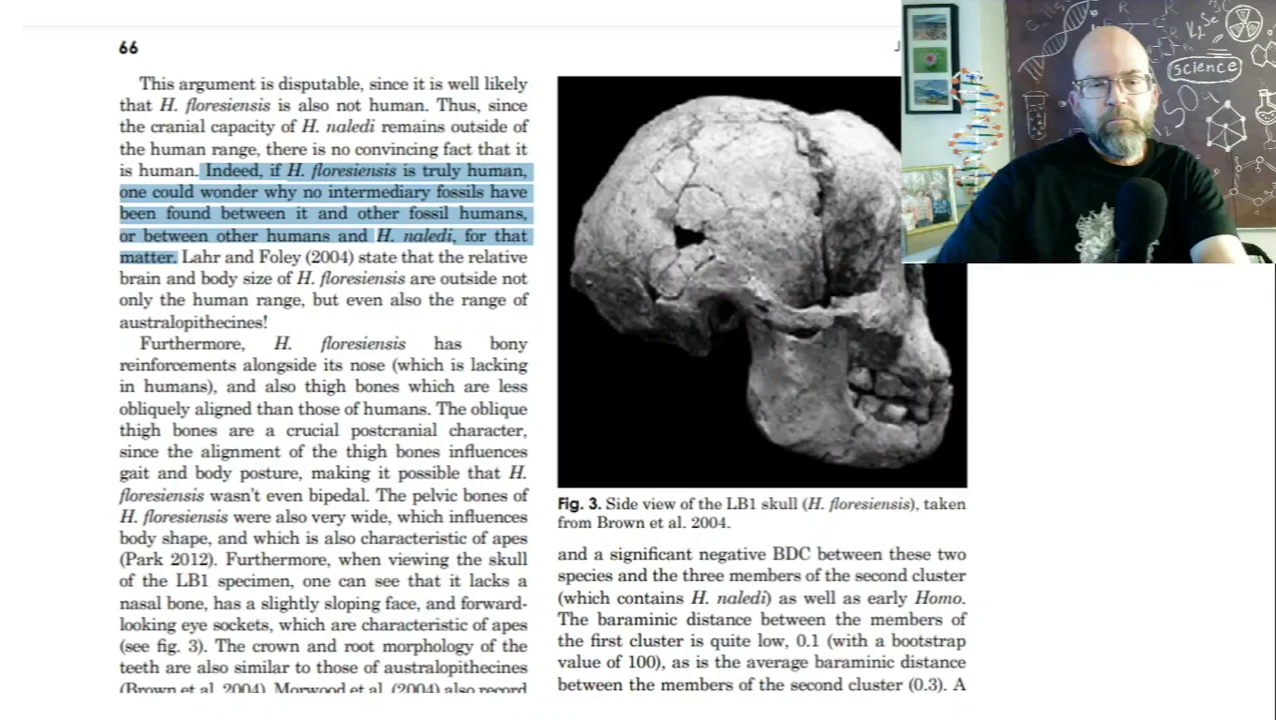 66
J
This argument is disputable, since it is well likely
that H. floresiensis is also not human. Thus, since
the cranial capacity of H. naledi remains outside of
the human range, there is no convincing fact that it
is human. Indeed, if H. floresiensis is truly human,
one could wonder why no intermediary fossils have
been found between it and other fossil humans,
or between other humans and H. naledi, for that
matter. Lahr and Foley (2004) state that the relative
brain and body size of H. floresiensis are outside not
only the human range, but even also the range of
australopithecines!
Furthermore, H. floresiensis has bony
reinforcements alongside its nose (which is lacking
in humans), and also thigh bones which are less
obliquely aligned than those of humans. The oblique
thigh bones are a crucial postcranial character,
since the alignment of the thigh bones influences
gait and body posture, making it possible that H.
floresiensis wasn't even bipedal. The pelvic bones of
H. floresiensis were also very wide, which influences
body shape, and which is also characteristic of apes
(Park 2012). Furthermore, when viewing the skull
of the LB1 specimen, one can see that it lacks a
nasal bone, has a slightly sloping face, and forward-
looking eye sockets, which are characteristic of apes
(see fig. 3). The crown and root morphology of the
teeth are also similar to those of australopithecines
(Brown et al. 2004). Morwood et al. (2004) also record
Fig. 3. Side view of the LB1 skull (H. floresiensis), taken
from Brown et al. 2004.
and a significant negative BDC between these two
species and the three members of the second cluster
(which contains H. naledi) as well as early Homo.
The baraminic distance between the members of
the first cluster is quite low, 0.1 (with a bootstrap
value of 100), as is the average baraminic distance
between the members of the second cluster (0.3). A
science